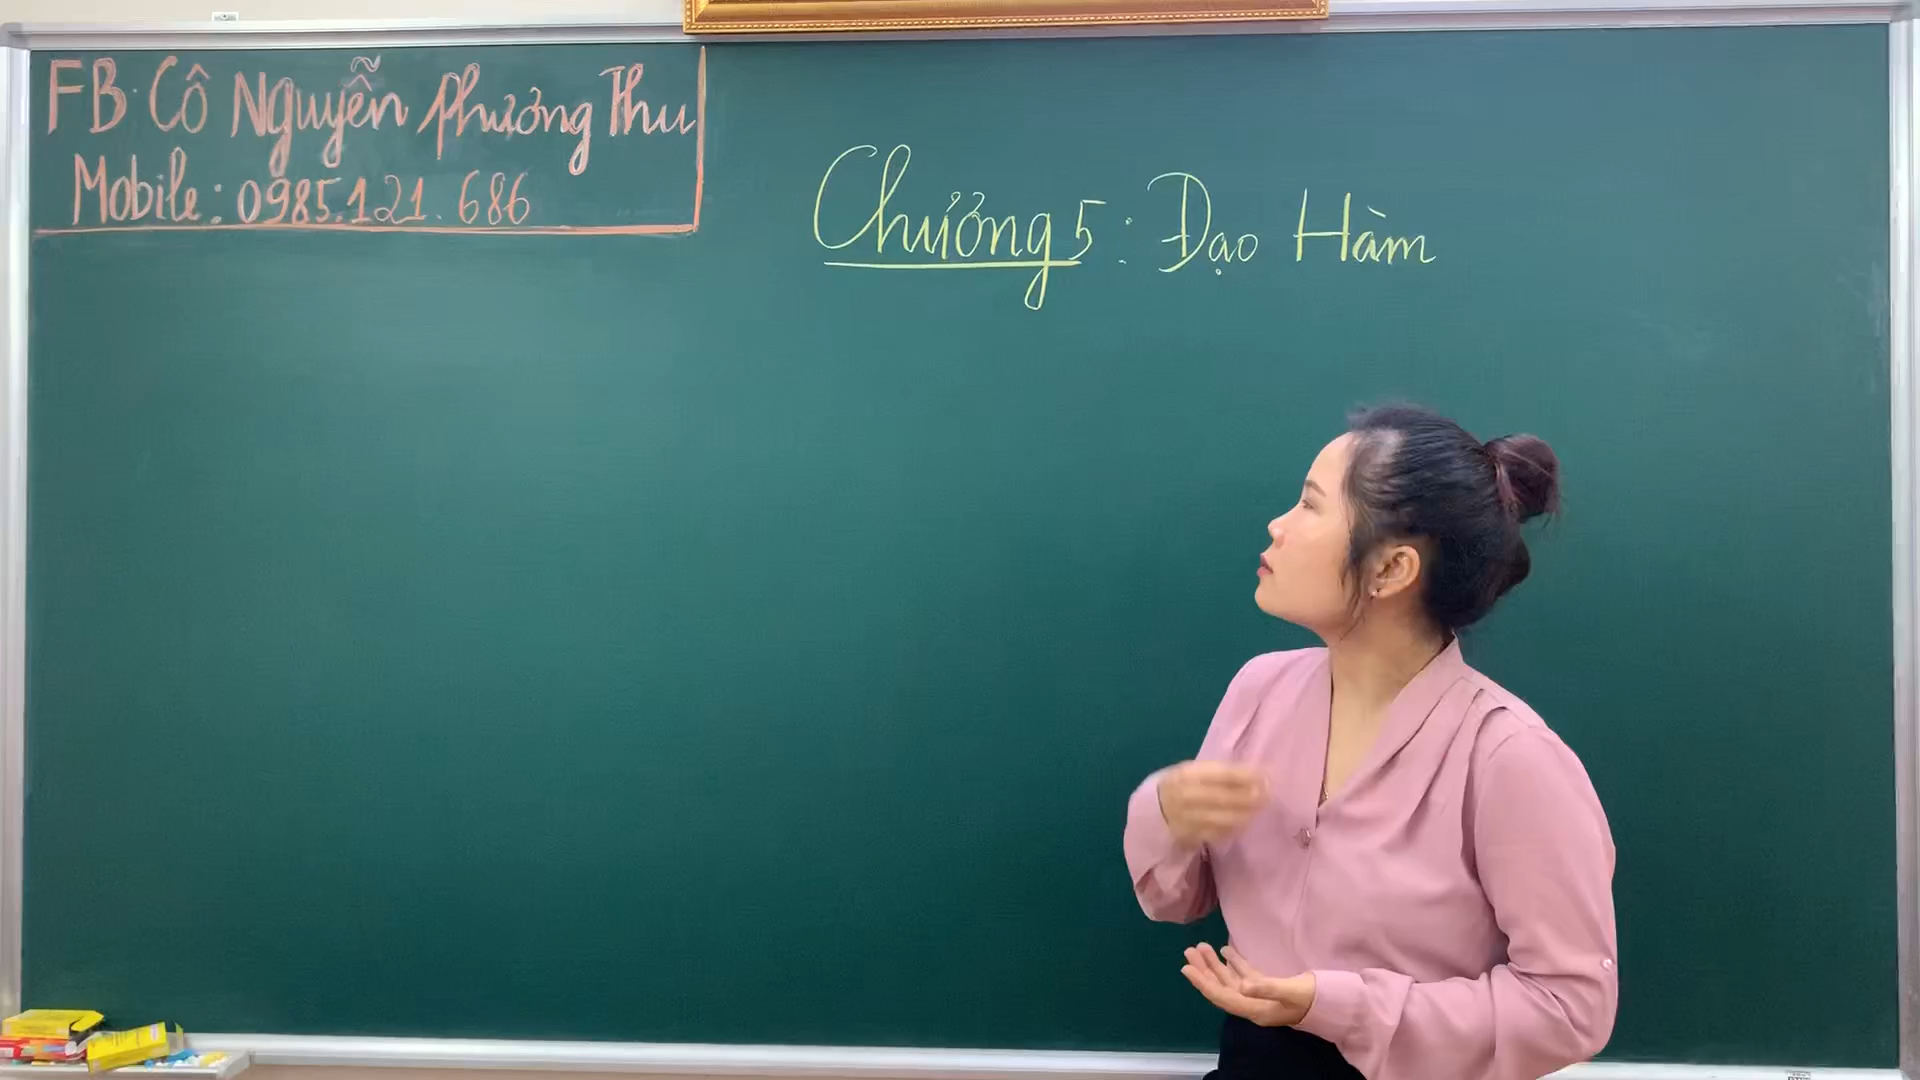 FB: Cô Nguyễn Phương Thu
Mobile: 0985.121.686
Chương 5: Đạo Hàm